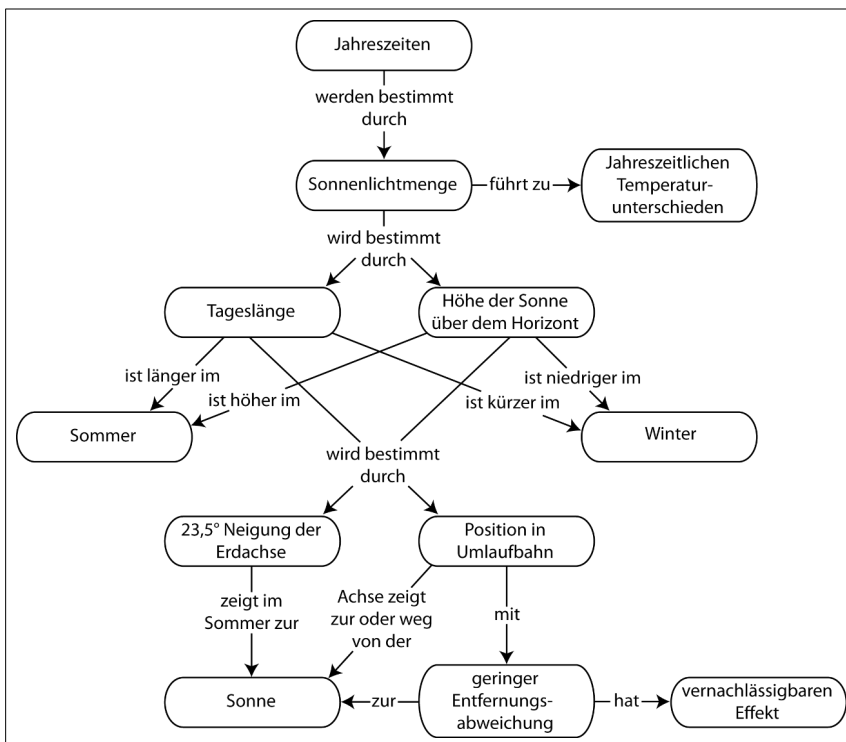 Jahreszeiten
werden bestimmt
durch
Sonnenlichtmenge
führt zu
Jahreszeitlichen
Temperatur-
unterschieden
wird bestimmt
durch
Tageslänge
Höhe der Sonne
über dem Horizont
ist länger im
ist höher im
ist kürzer im
ist niedriger im
Sommer
Winter
wird bestimmt
durch
23,5° Neigung der
Erdachse
Position in
Umlaufbahn
zeigt im
Sommer zur
Achse zeigt
zur oder weg
von der
mit
Sonne
zur
geringer
Entfernungs-
abweichung
hat
vernachlässigbaren
Effekt